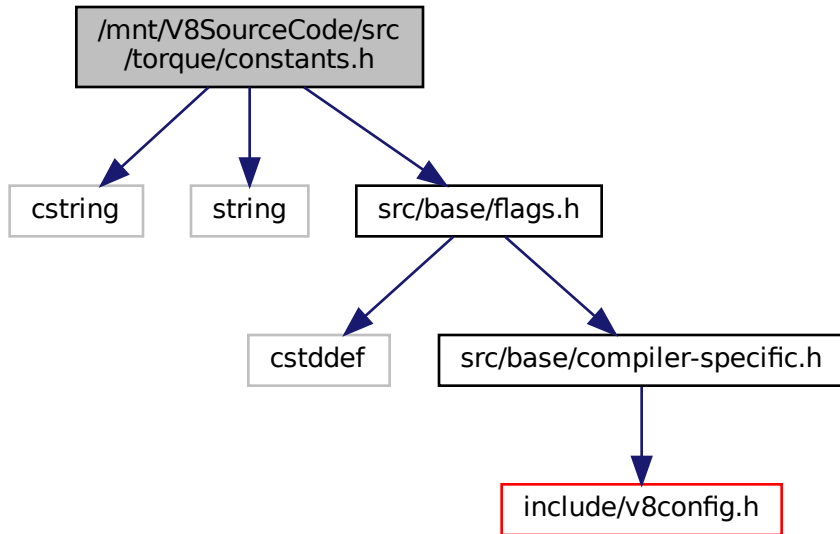 /mnt/V8SourceCode/src
/torque/constants.h
cstring
string
src/base/flags.h
cstddef
src/base/compiler-specific.h
include/v8config.h